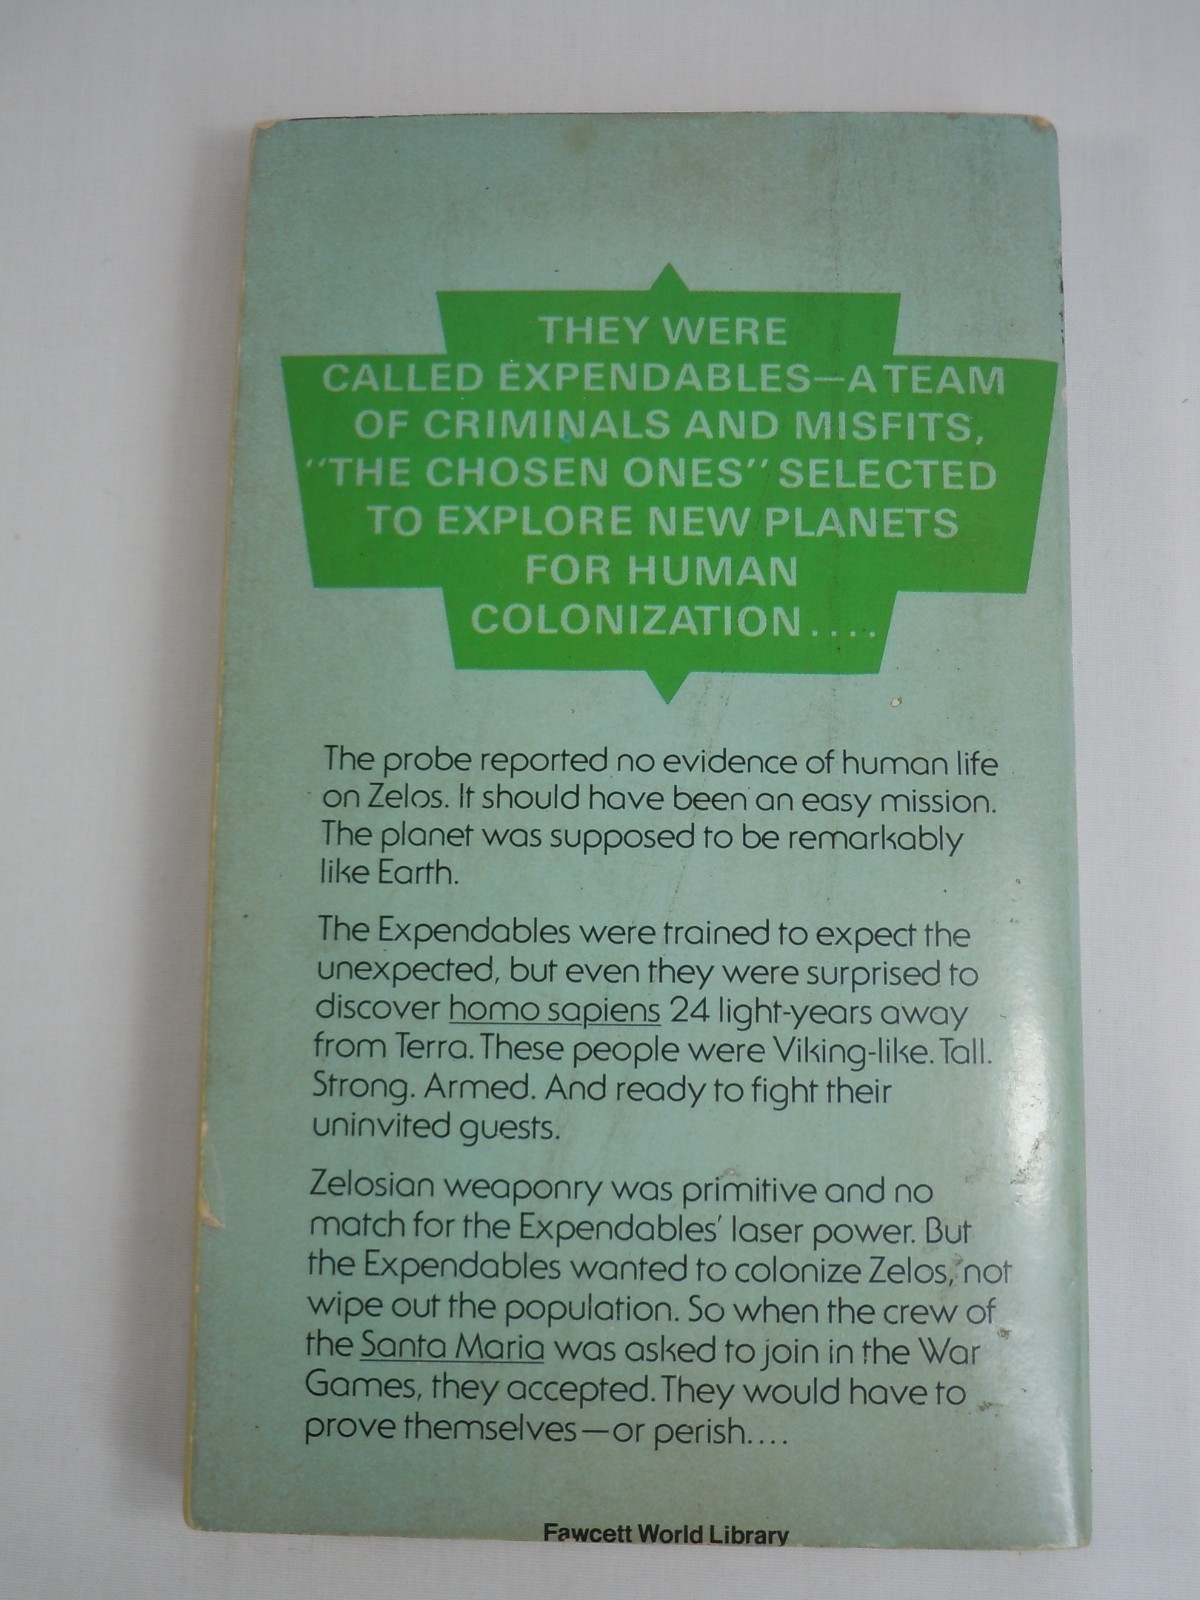 THEY WERE
CALLED EXPENDABLES—A TEAM
OF CRIMINALS AND MISFITS,
"THE CHOSEN ONES" SELECTED
TO EXPLORE NEW PLANETS
FOR HUMAN
COLONIZATION....
The probe reported no evidence of human life
on Zelos. It should have been an easy mission.
The planet was supposed to be remarkably
like Earth.
The Expendables were trained to expect the
unexpected, but even they were surprised to
discover homo sapiens 24 light-years away
from Terra. These people were Viking-like. Tall.
Strong. Armed. And ready to fight their
uninvited guests.
Zelosian weaponry was primitive and no
match for the Expendables' laser power. But
the Expendables wanted to colonize Zelos, not
wipe out the population. So when the crew of
the Santa Maria was asked to join in the War
Games, they accepted. They would have to
prove themselves—or perish....
Fawcett World Library